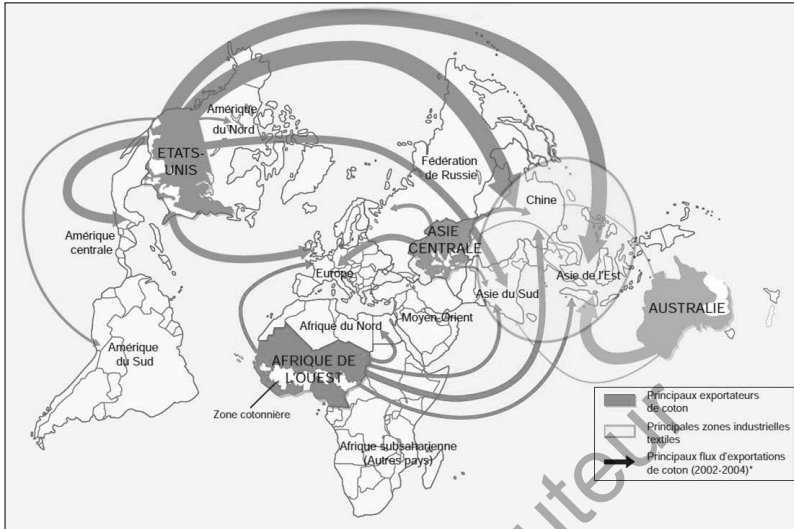 Amérique
du Nord
ETATS-
UNIS
Fédération
de Russie
Chine
Amérique
centrale
ASIE
CENTRALE
Europe
Asie de l'Est
Asie du Sud
AUSTRALIE
Moyen-Orient
Afrique du Nord
Amérique
du Sud
AFRIQUE DE
L'OUEST
Zone cotonnière
Afrique subsaharienne
(Autres pays)
Principaux exportateurs
de coton
Principales zones industrielles
textiles
Principaux flux d'exportations
de coton (2002-2004)*
uteur